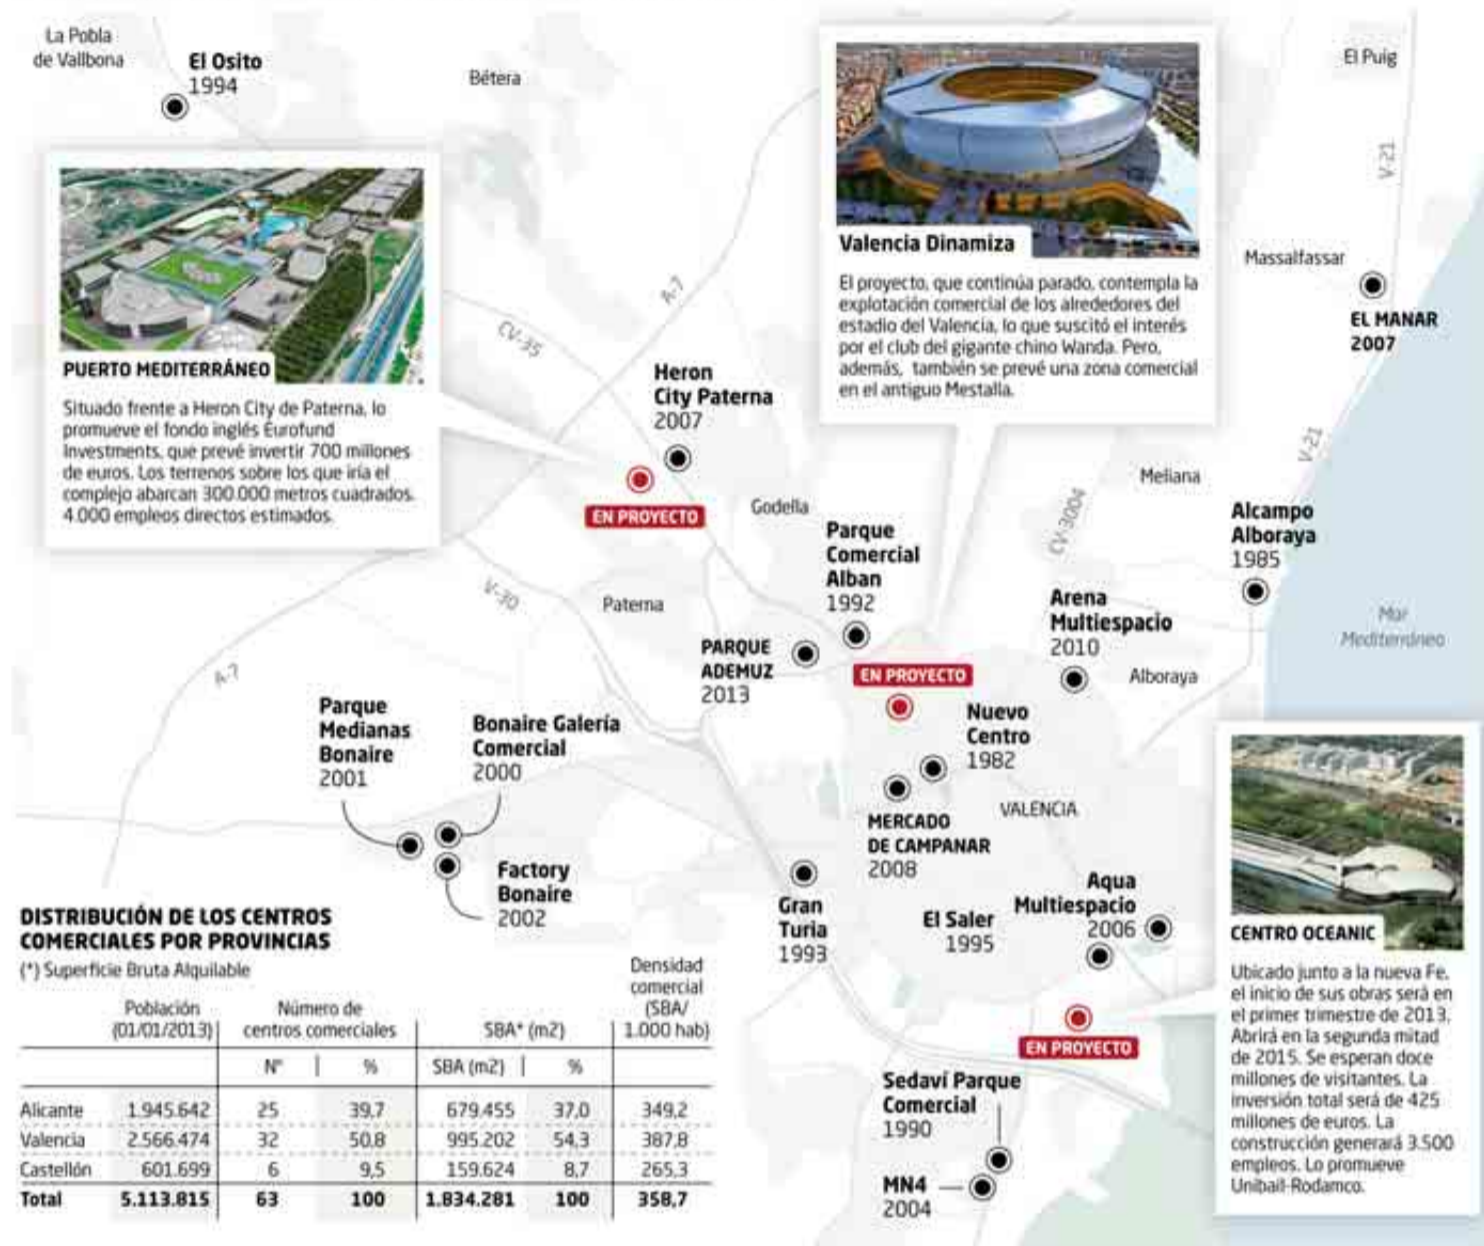 La Pobla
de Vallbona
El Osito
1994
Bétera
El Puig
V-21
PUERTO MEDITERRÁNEO
Situado frente a Heron City de Paterna, lo
promueve el fondo inglés Eurofund
Investments, que prevé invertir 700 millones
de euros. Los terrenos sobre los que iría el
complejo abarcan 300.000 metros cuadrados.
4.000 empleos directos estimados.
Valencia Dinamiza
El proyecto, que continúa parado, contempla la
explotación comercial de los alrededores del
estadio del Valencia, lo que suscitó el interés
por el club del gigante chino Wanda. Pero,
además, también se prevé una zona comercial
en el antiguo Mestalla.
Massalfassar
EL MANAR
2007
A-7
CV-35
Heron
City Paterna
2007
EN PROYECTO
Godella
V-21
Meliana
CV-3004
Alcampo
Alboraya
1985
Parque
Comercial
Alban
1992
V-30
Paterna
Arena
Multiespacio
2010
Mar
Mediterráneo
PARQUE
ADEMUZ
2013
EN PROYECTO
Alboraya
A-7
Parque
Medianas
Bonaire
2001
Bonaire Galería
Comercial
2000
Nuevo
Centro
1982
MERCADO
DE CAMPANAR
2008
VALENCIA
Factory
Bonaire
2002
Gran
Turia
1993
El Saler
1995
Aqua
Multiespacio
2006
EN PROYECTO
CENTRO OCEANIC
Ubicado junto a la nueva Fe,
el inicio de sus obras será en
el primer trimestre de 2013.
Abrirá en la segunda mitad
de 2015. Se esperan doce
millones de visitantes. La
inversión total será de 425
millones de euros. La
construcción generará 3.500
empleos. Lo promueve
Unibail-Rodamco.
Sedaví Parque
Comercial
1990
MN4
2004
DISTRIBUCIÓN DE LOS CENTROS
COMERCIALES POR PROVINCIAS
(*) Superficie Bruta Alquilable
Población
(01/01/2013)
Número de
centros comerciales
SBA* (m2)
Densidad
comercial
(SBA/
1.000 hab)
Nº % SBA (m2) %
Alicante 1.945.642 25 39,7 679.455 37,0 349,2
Valencia 2.566.474 32 50,8 995.202 54,3 387,8
Castellón 601.699 6 9,5 159.624 8,7 265,3
Total 5.113.815 63 100 1.834.281 100 358,7